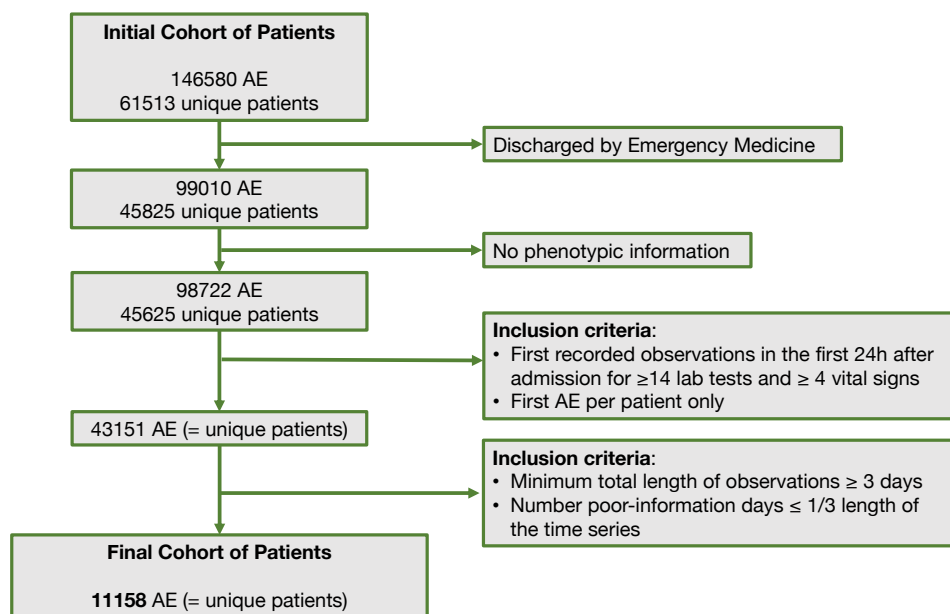 Initial Cohort of Patients
146580 AE
61513 unique patients
Discharged by Emergency Medicine
99010 AE
45825 unique patients
No phenotypic information
98722 AE
45625 unique patients
Inclusion criteria:
• First recorded observations in the first 24h after
admission for ≥14 lab tests and ≥ 4 vital signs
• First AE per patient only
43151 AE (= unique patients)
Inclusion criteria:
• Minimum total length of observations ≥ 3 days
• Number poor-information days ≤ 1/3 length of
the time series
Final Cohort of Patients
11158 AE (= unique patients)